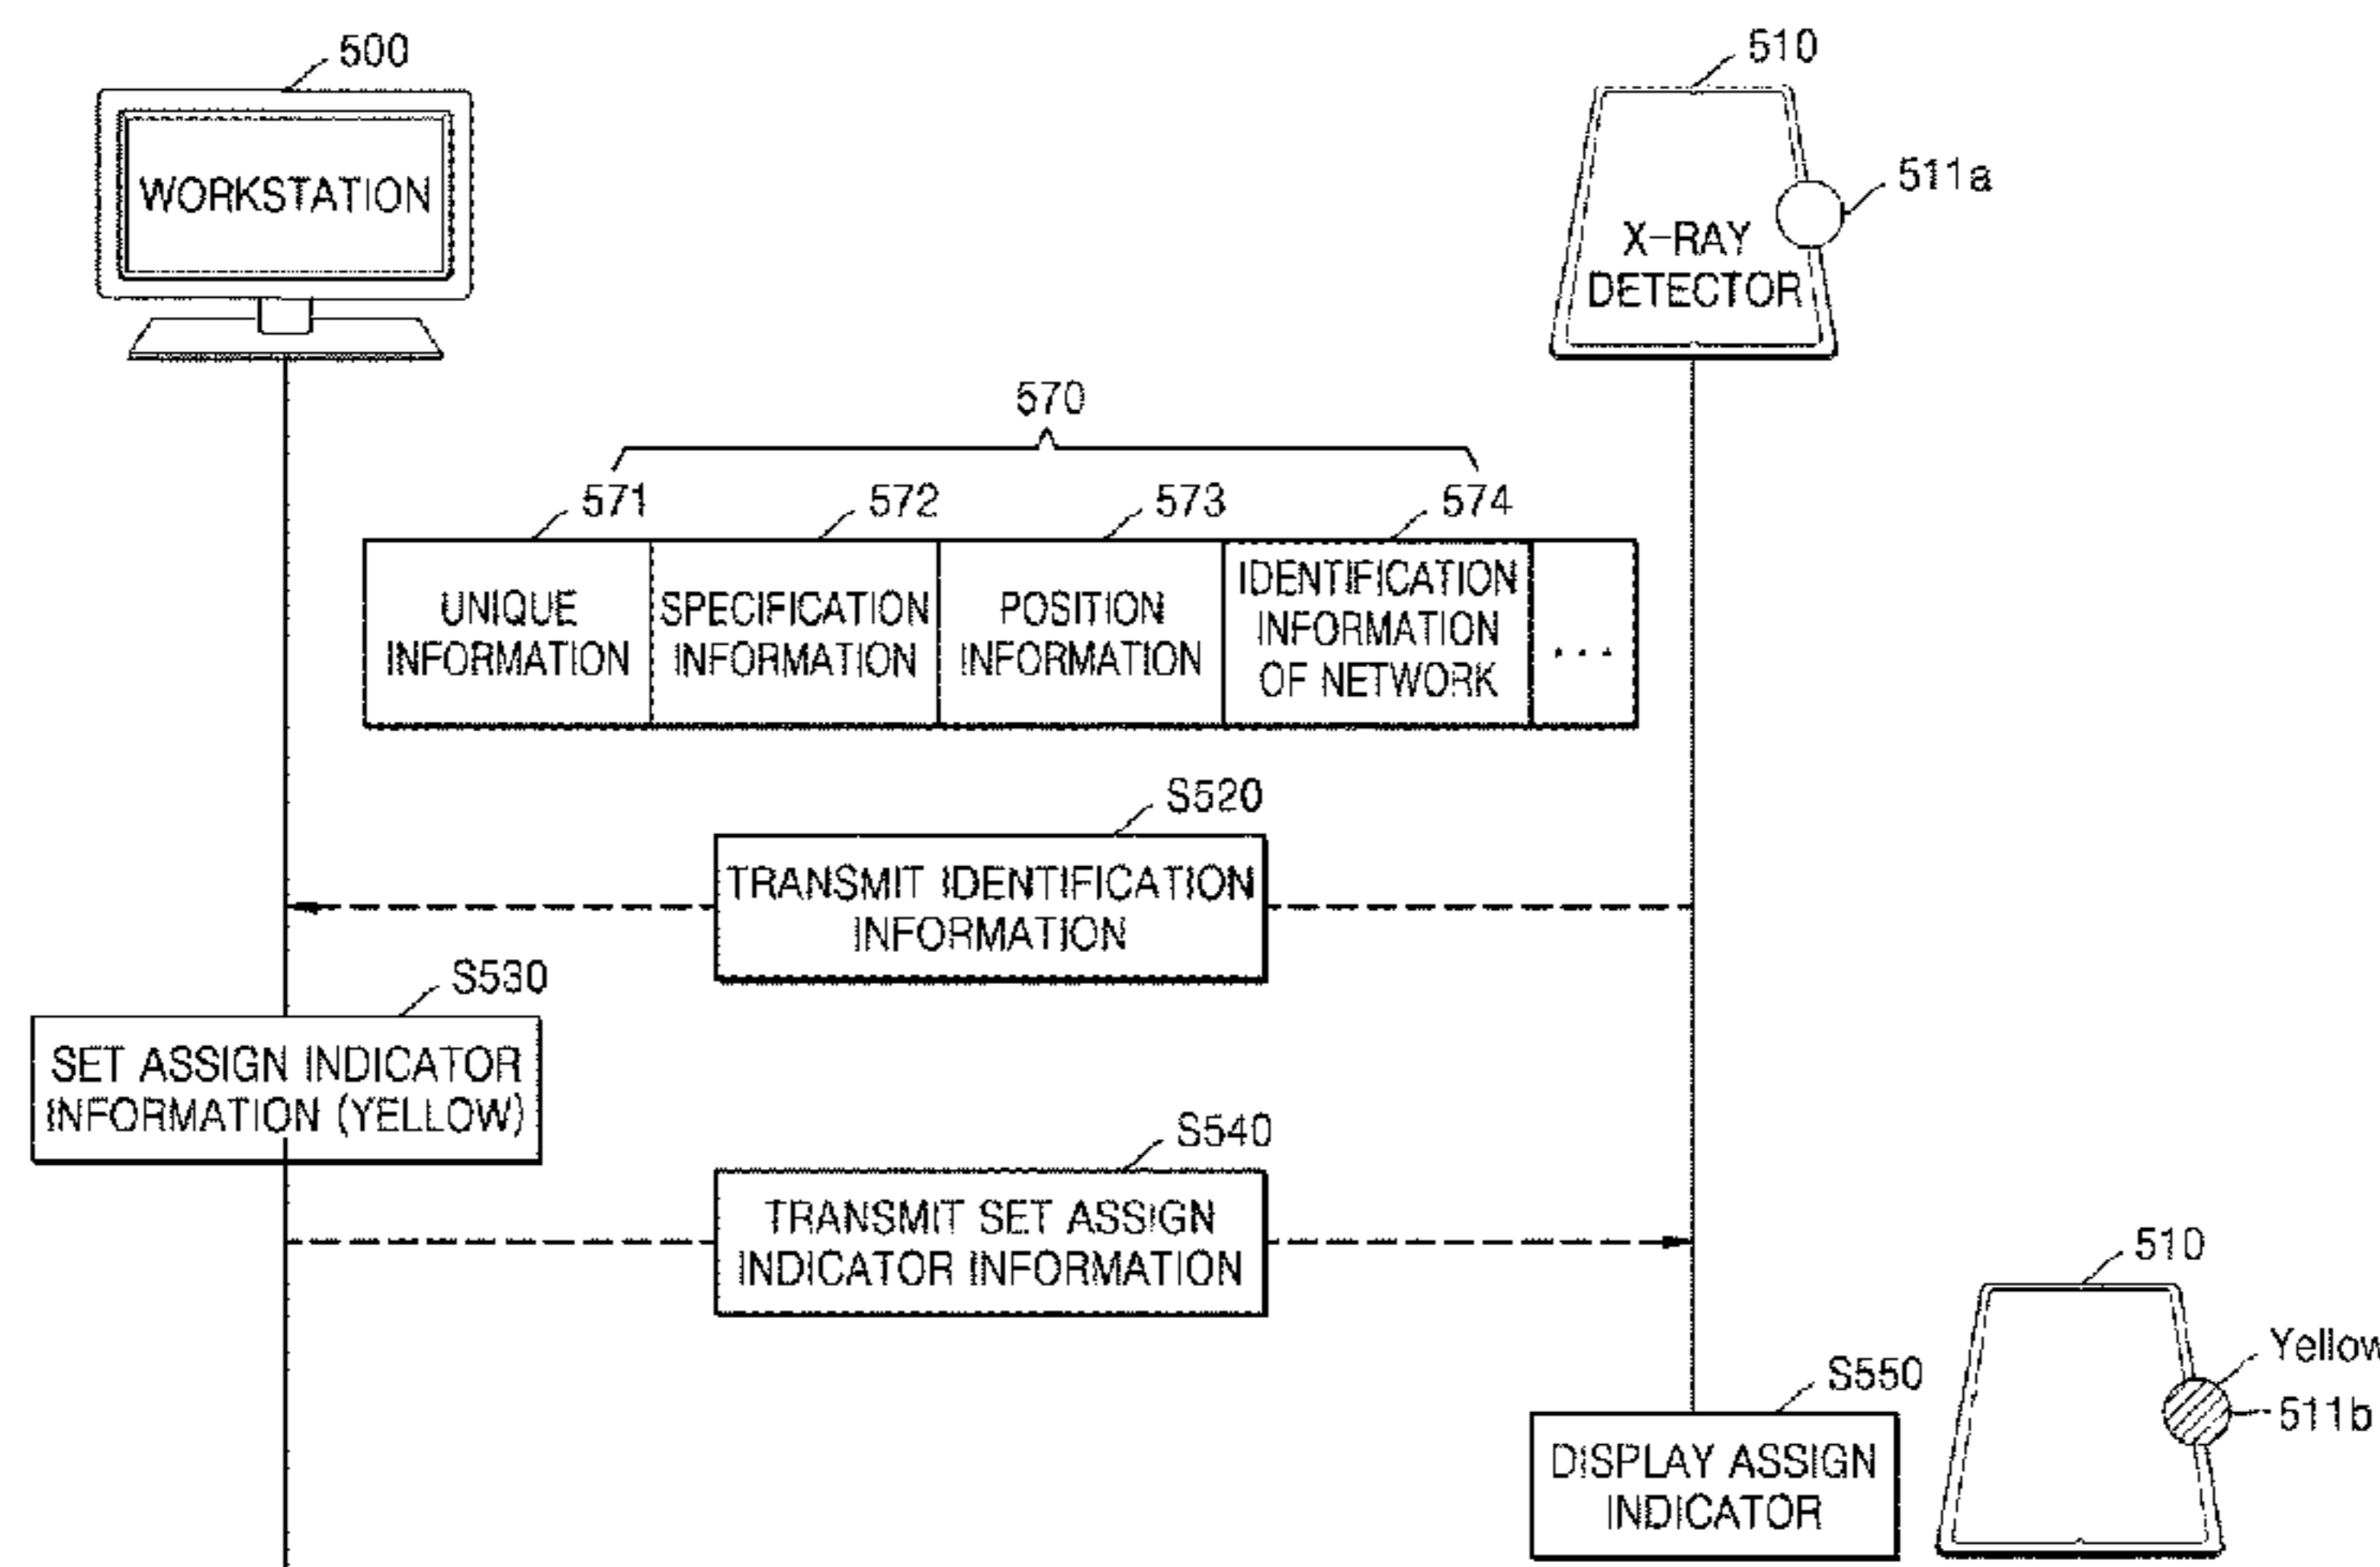 500
WORKSTATION
510
511a
X-RAY
DETECTOR
570
571
572
573
574
UNIQUE
INFORMATION
SPECIFICATION
INFORMATION
POSITION
INFORMATION
IDENTIFICATION
INFORMATION
OF NETWORK
...
S520
TRANSMIT IDENTIFICATION
INFORMATION
S530
SET ASSIGN INDICATOR
INFORMATION (YELLOW)
S540
TRANSMIT SET ASSIGN
INDICATOR INFORMATION
510
Yellow
511b
S550
DISPLAY ASSIGN
INDICATOR